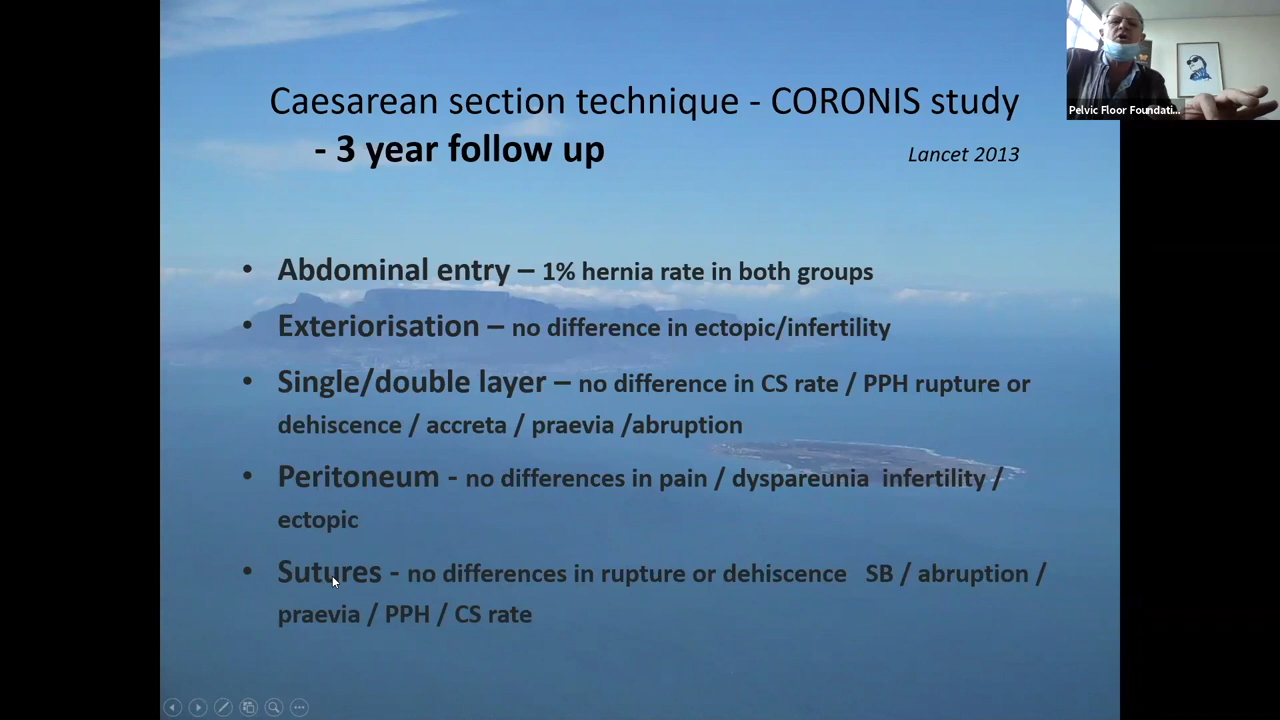 Caesarean section technique - CORONIS study
- 3 year follow up
Lancet 2013
• Abdominal entry – 1% hernia rate in both groups
• Exteriorisation – no difference in ectopic/infertility
• Single/double layer – no difference in CS rate / PPH rupture or
dehiscence / accreta / praevia /abruption
• Peritoneum - no differences in pain / dyspareunia infertility /
ectopic
• Sutures - no differences in rupture or dehiscence SB / abruption /
praevia / PPH / CS rate
Pelvic Floor Foundati...